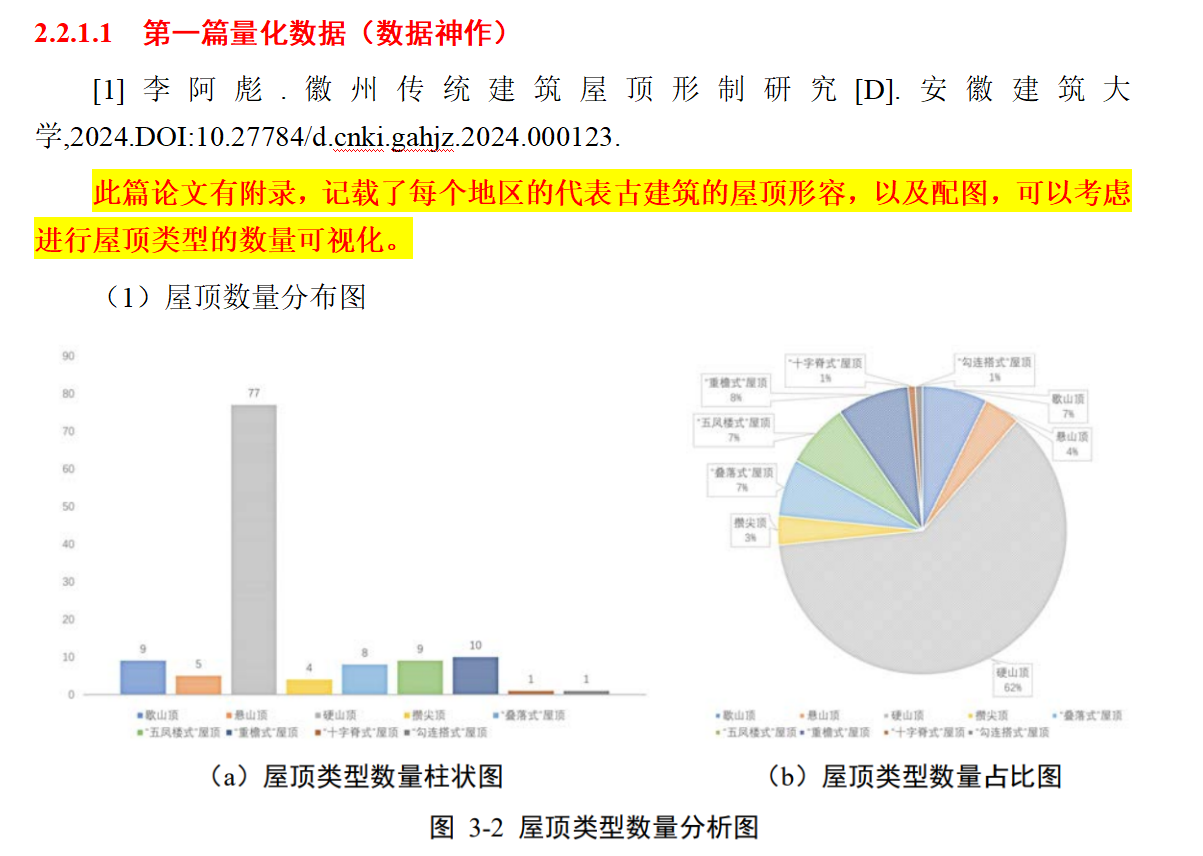 2.2.1.1 第一篇量化数据（数据神作）
[1] 李阿彪.徽州传统建筑屋顶形制研究[D].安徽建筑大
学,2024.DOI:10.27784/d.cnki.gahjz.2024.000123.
此篇论文有附录，记载了每个地区的代表古建筑的屋顶形容，以及配图，可以考虑
进行屋顶类型的数量可视化。
（1）屋顶数量分布图
90
80
70
60
50
40
30
20
10
0
9
5
77
4
8
9
10
1
1
歇山顶 悬山顶 硬山顶 攒尖顶 “叠落式”屋顶
“五凤楼式”屋顶 “重檐式”屋顶 “十字脊式”屋顶 “勾连搭式”屋顶
（a）屋顶类型数量柱状图
“十字脊式”屋顶
1%
“勾连搭式”屋顶
1%
“重檐式”屋顶
8%
歇山顶
7%
“五凤楼式”屋顶
7%
悬山顶
4%
“叠落式”屋顶
7%
攒尖顶
3%
硬山顶
62%
歇山顶 悬山顶 硬山顶 攒尖顶 “叠落式”屋顶
“五凤楼式”屋顶 “重檐式”屋顶 “十字脊式”屋顶 “勾连搭式”屋顶
（b）屋顶类型数量占比图
图 3-2 屋顶类型数量分析图